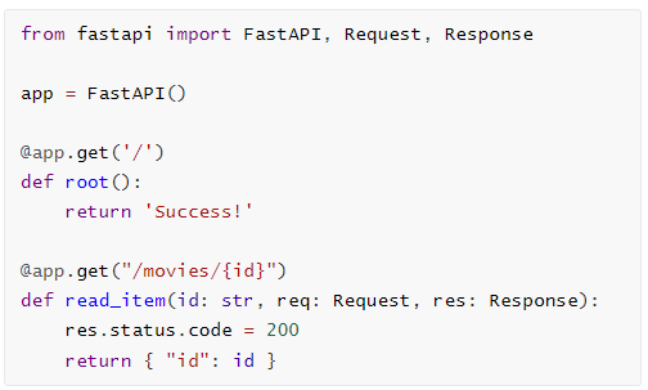 from fastapi import FastAPI, Request, Response
app = FastAPI()
@app.get('/')
def root():
    return 'Success!'
@app.get("/movies/{id}")
def read_item(id: str, req: Request, res: Response):
    res.status.code = 200
    return { "id": id }